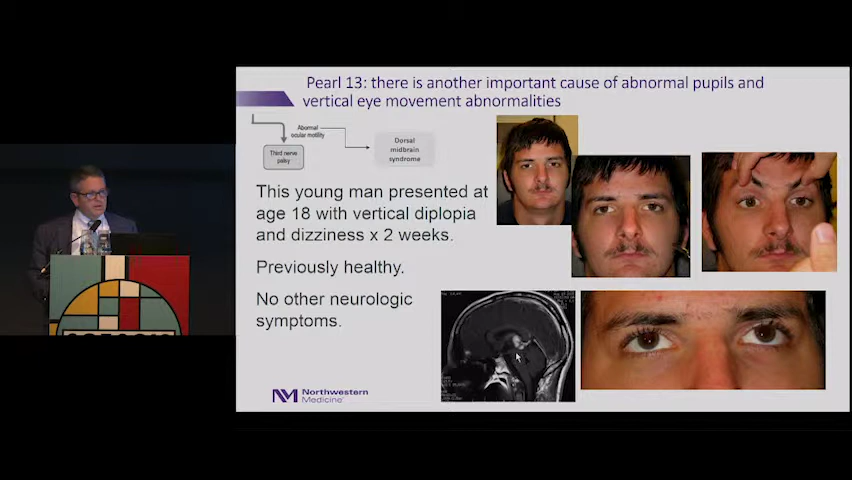 Pearl 13: there is another important cause of abnormal pupils and
vertical eye movement abnormalities
Abnormal
ocular motility
Third nerve
palsy
Dorsal
midbrain
syndrome
This young man presented at
age 18 with vertical diplopia
and dizziness x 2 weeks.
Previously healthy.
No other neurologic
symptoms.
Northwestern
Medicine